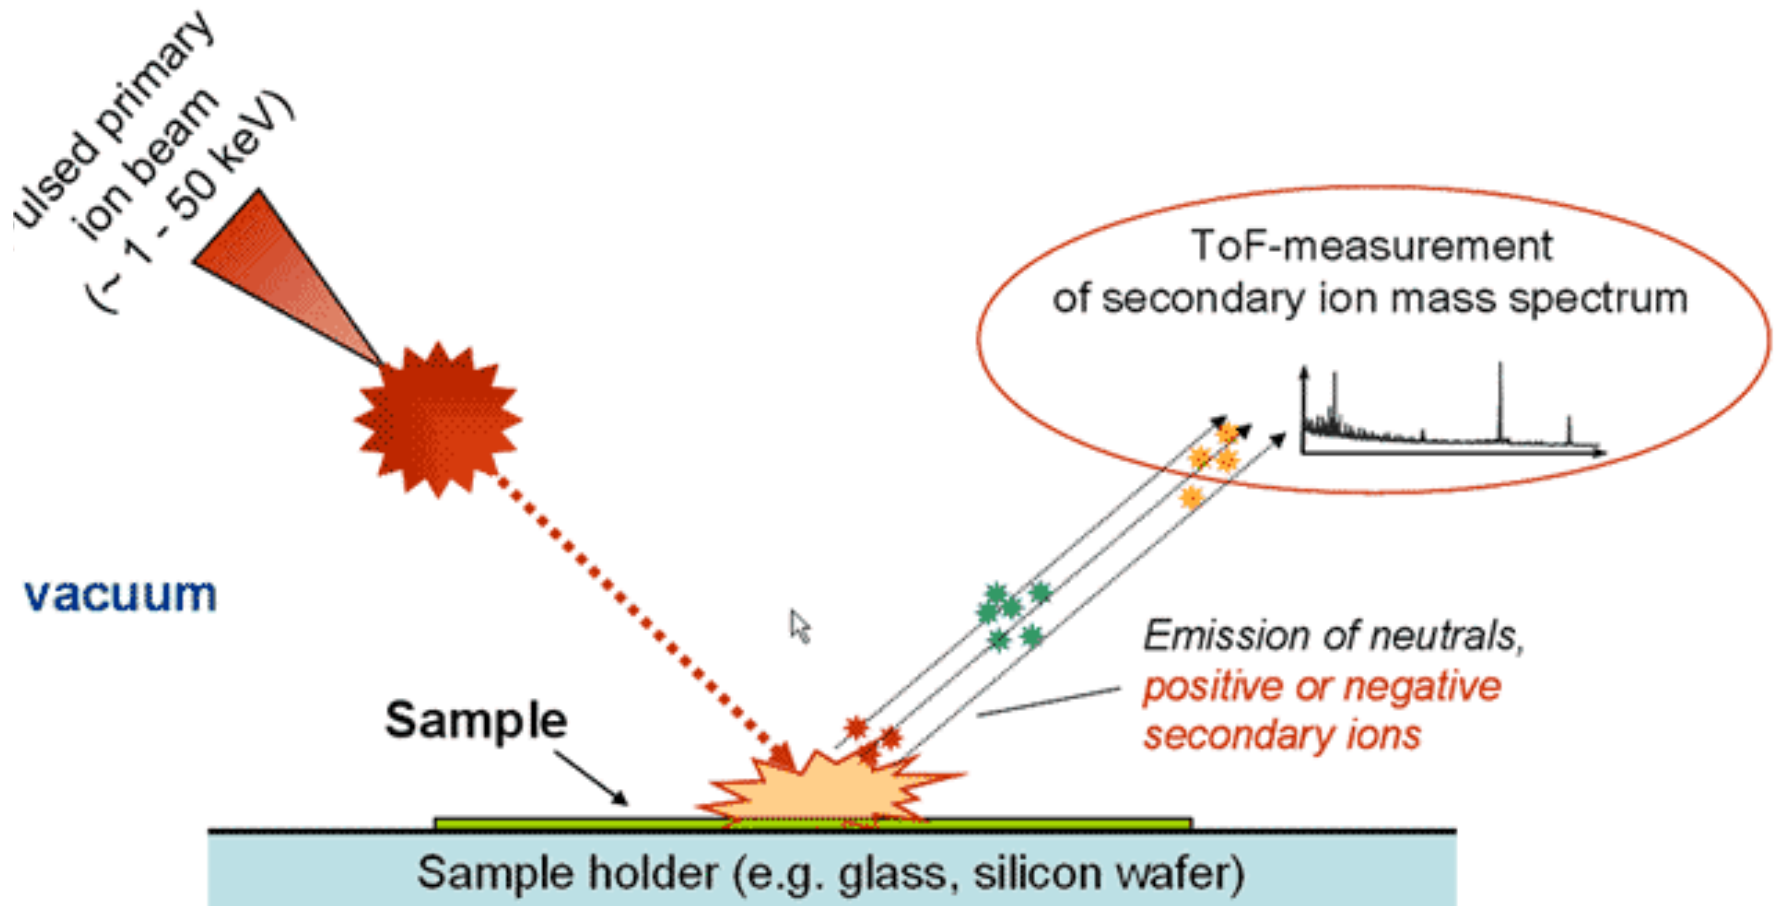 ulsed primary
ion beam
(~ 1 - 50 keV)
ToF-measurement
of secondary ion mass spectrum
vacuum
Emission of neutrals,
positive or negative
secondary ions
Sample
Sample holder (e.g. glass, silicon wafer)